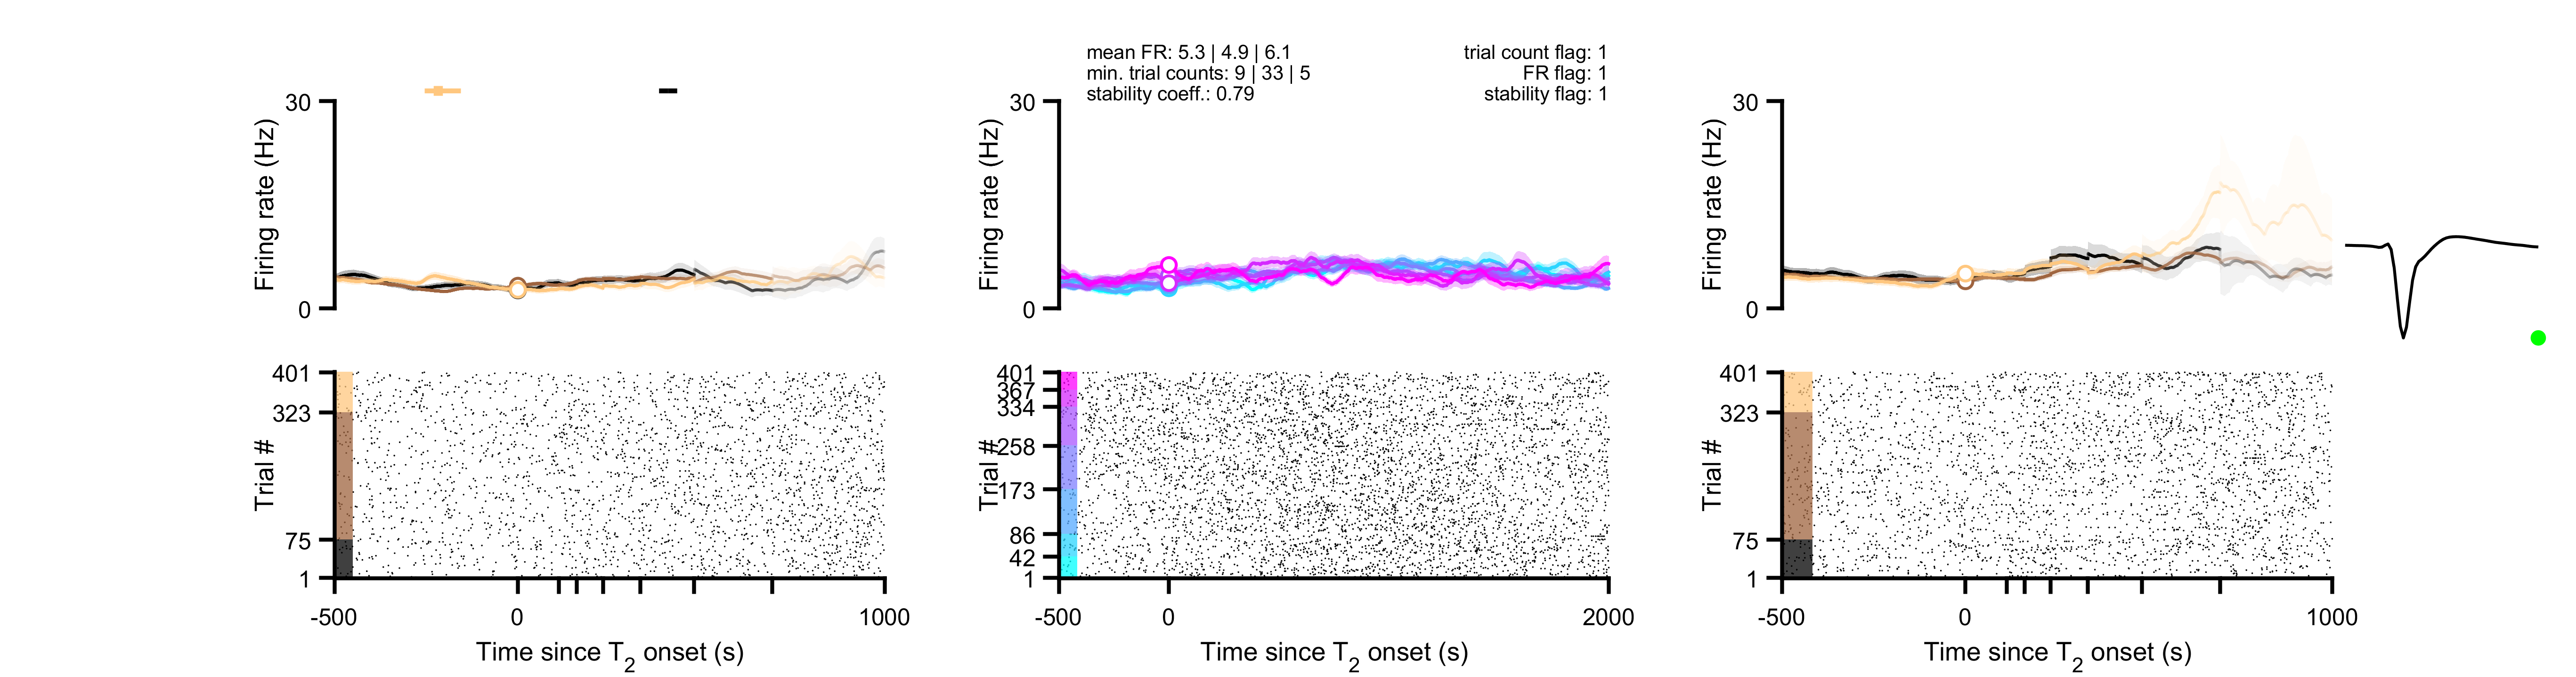 mean FR: 5.3 | 4.9 | 6.1
min. trial counts: 9 | 33 | 5
stability coeff.: 0.79
trial count flag: 1
FR flag: 1
stability flag: 1
30
0
Firing rate (Hz)
401
323
75
1
Trial #
-500
0
1000
Time since T2 onset (s)
30
0
Firing rate (Hz)
401
367
334
258
173
86
42
1
Trial #
-500
0
2000
Time since T2 onset (s)
30
0
Firing rate (Hz)
401
323
75
1
Trial #
-500
0
1000
Time since T2 onset (s)